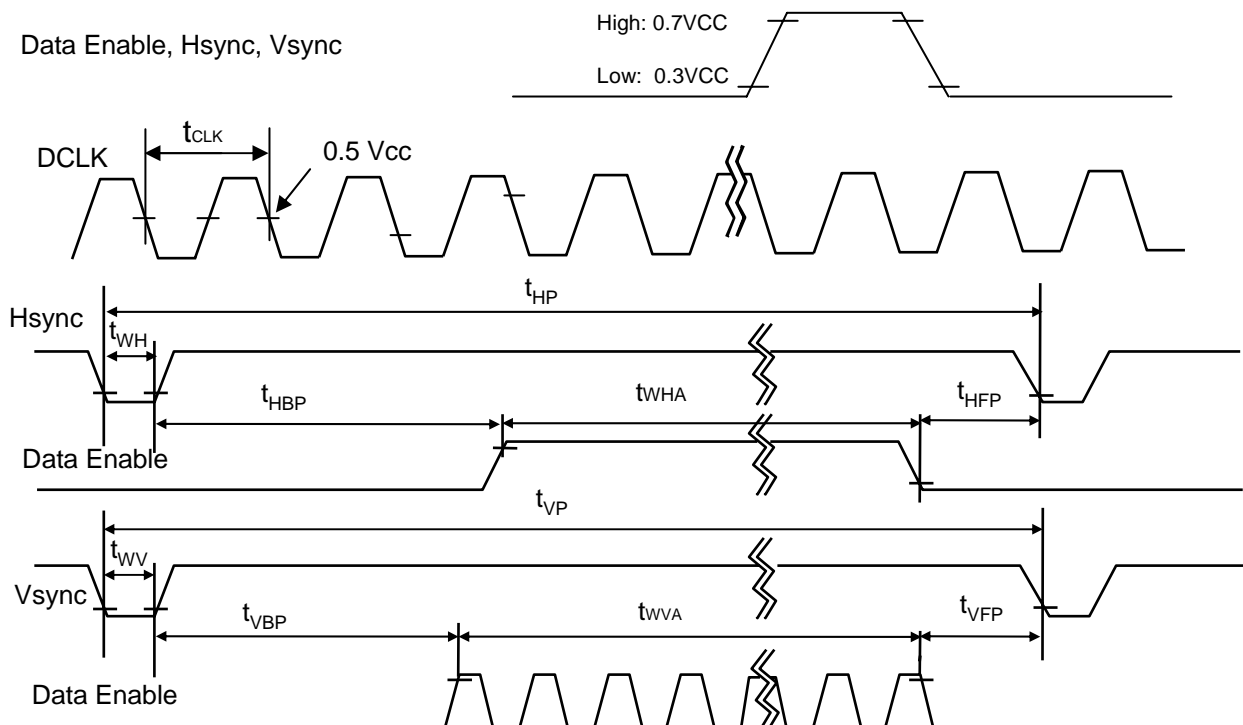 High: 0.7VCC
Data Enable, Hsync, Vsync
Low: 0.3VCC
tCLK
DCLK
0.5 Vcc
tHP
Hsync
tWH
tHBP
tWHA
tHFP
Data Enable
tVP
tWV
Vsync
tVBP
tWVA
tVFP
Data Enable